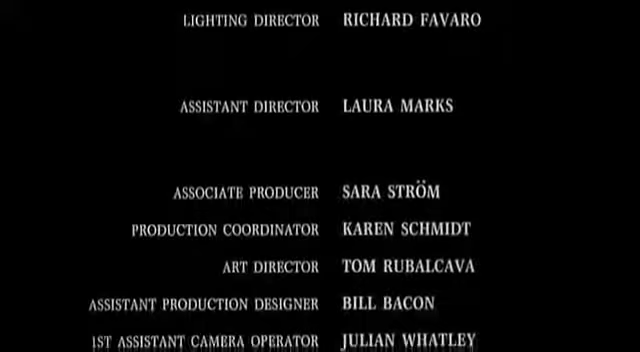 LIGHTING DIRECTOR RICHARD FAVARO
ASSISTANT DIRECTOR LAURA MARKS
ASSOCIATE PRODUCER SARA STRÖM
PRODUCTION COORDINATOR KAREN SCHMIDT
ART DIRECTOR TOM RUBALCAVA
ASSISTANT PRODUCTION DESIGNER BILL BACON
1ST ASSISTANT CAMERA OPERATOR JULIAN WHATLEY